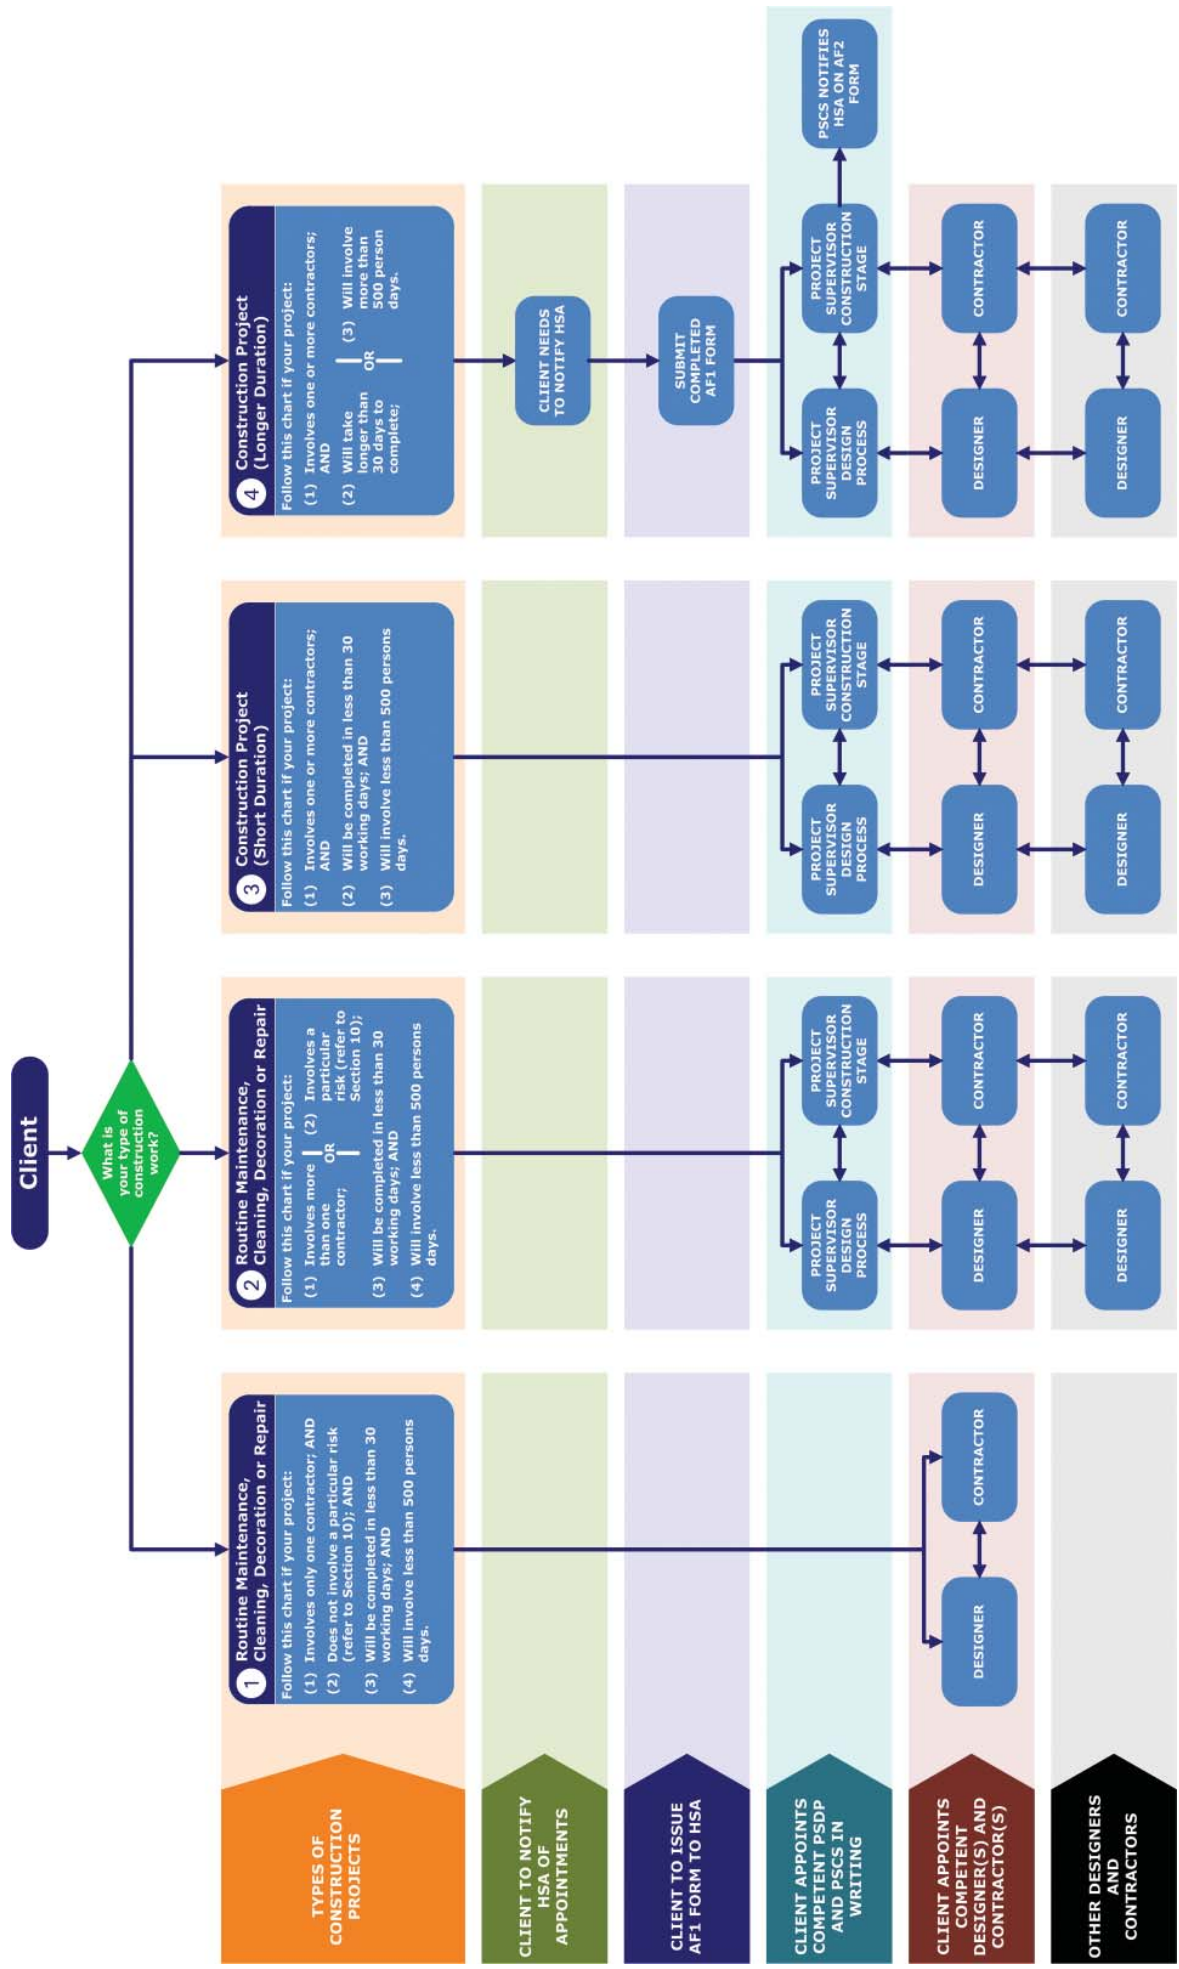 Client
What is
your type of
construction
work?
TYPES OF
CONSTRUCTION
PROJECTS
1 Routine Maintenance,
Cleaning, Decoration or Repair
Follow this chart if your project:
(1) Involves only one contractor; AND
(2) Does not involve a particular risk
(refer to Section 10); AND
(3) Will be completed in less than 30
working days; AND
(4) Will involve less than 500 persons
days.
2 Routine Maintenance,
Cleaning, Decoration or Repair
Follow this chart if your project:
(1) Involves more
than one
contractor;
OR
(2) Involves a
particular
risk (refer to
Section 10);
(3) Will be completed in less than 30
working days; AND
(4) Will involve less than 500 persons
days.
3 Construction Project
(Short Duration)
Follow this chart if your project:
(1) Involves one or more contractors;
AND
(2) Will be completed in less than 30
working days; AND
(3) Will involve less than 500 persons
days.
4 Construction Project
(Longer Duration)
Follow this chart if your project:
(1) Involves one or more contractors;
AND
(2) Will take
longer than
30 days to
complete;
OR
(3) Will involve
more than
500 person
days.
CLIENT TO NOTIFY
HSA OF
APPOINTMENTS
CLIENT NEEDS
TO NOTIFY HSA
CLIENT TO ISSUE
AF1 FORM TO HSA
SUBMIT
COMPLETED
AF1 FORM
CLIENT APPOINTS
COMPETENT PSDP
AND PSCS IN
WRITING
PROJECT
SUPERVISOR
DESIGN
PROCESS
PROJECT
SUPERVISOR
CONSTRUCTION
STAGE
PROJECT
SUPERVISOR
DESIGN
PROCESS
PROJECT
SUPERVISOR
CONSTRUCTION
STAGE
PROJECT
SUPERVISOR
DESIGN
PROCESS
PROJECT
SUPERVISOR
CONSTRUCTION
STAGE
PSCS NOTIFIES
HSA ON AF2
FORM
CLIENT APPOINTS
COMPETENT
DESIGNER(S) AND
CONTRACTOR(S)
DESIGNER
CONTRACTOR
DESIGNER
CONTRACTOR
DESIGNER
CONTRACTOR
DESIGNER
CONTRACTOR
OTHER DESIGNERS
AND
CONTRACTORS
DESIGNER
CONTRACTOR
DESIGNER
CONTRACTOR
DESIGNER
CONTRACTOR